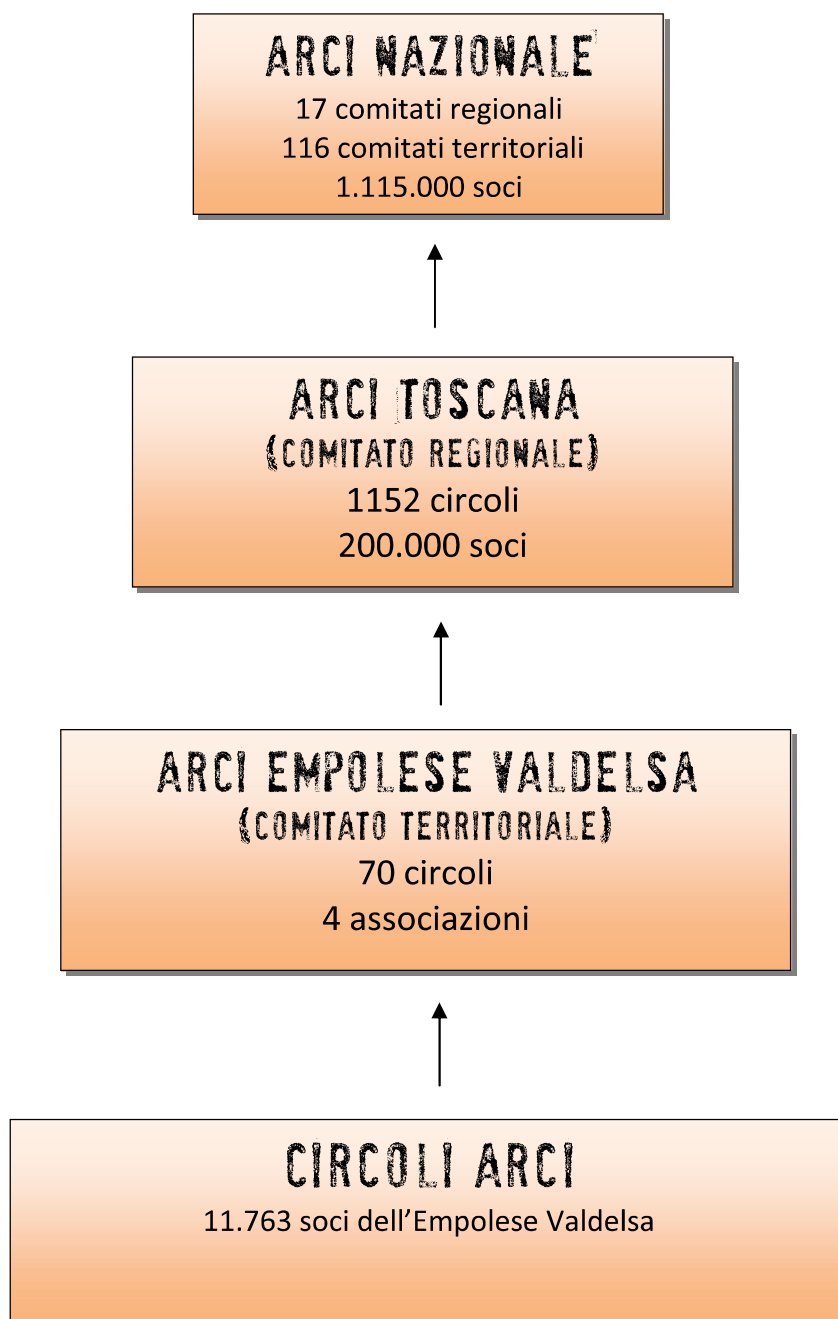 ARCI NAZIONALE
17 comitati regionali
116 comitati territoriali
1.115.000 soci
ARCI TOSCANA
(COMITATO REGIONALE)
1152 circoli
200.000 soci
ARCI EMPOLESE VALDELSA
(COMITATO TERRITORIALE)
70 circoli
4 associazioni
CIRCOLI ARCI
11.763 soci dell’Empolese Valdelsa